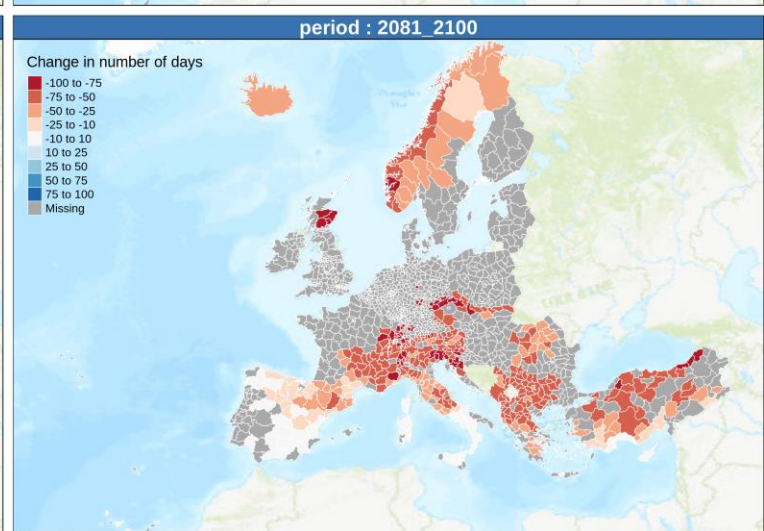 period : 2081_2100
Change in number of days
-100 to -75
-75 to -50
-50 to -25
-25 to -10
-10 to 10
10 to 25
25 to 50
50 to 75
75 to 100
Missing